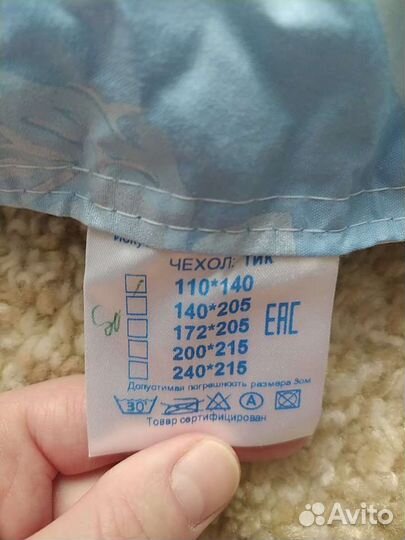 ЧЕХОЛ: ТИК
110*140
140*205
172*205
200*215
240*215
EAC
Допустимая погрешность размера 3см
30°
A
Товар сертифицирован
Avito